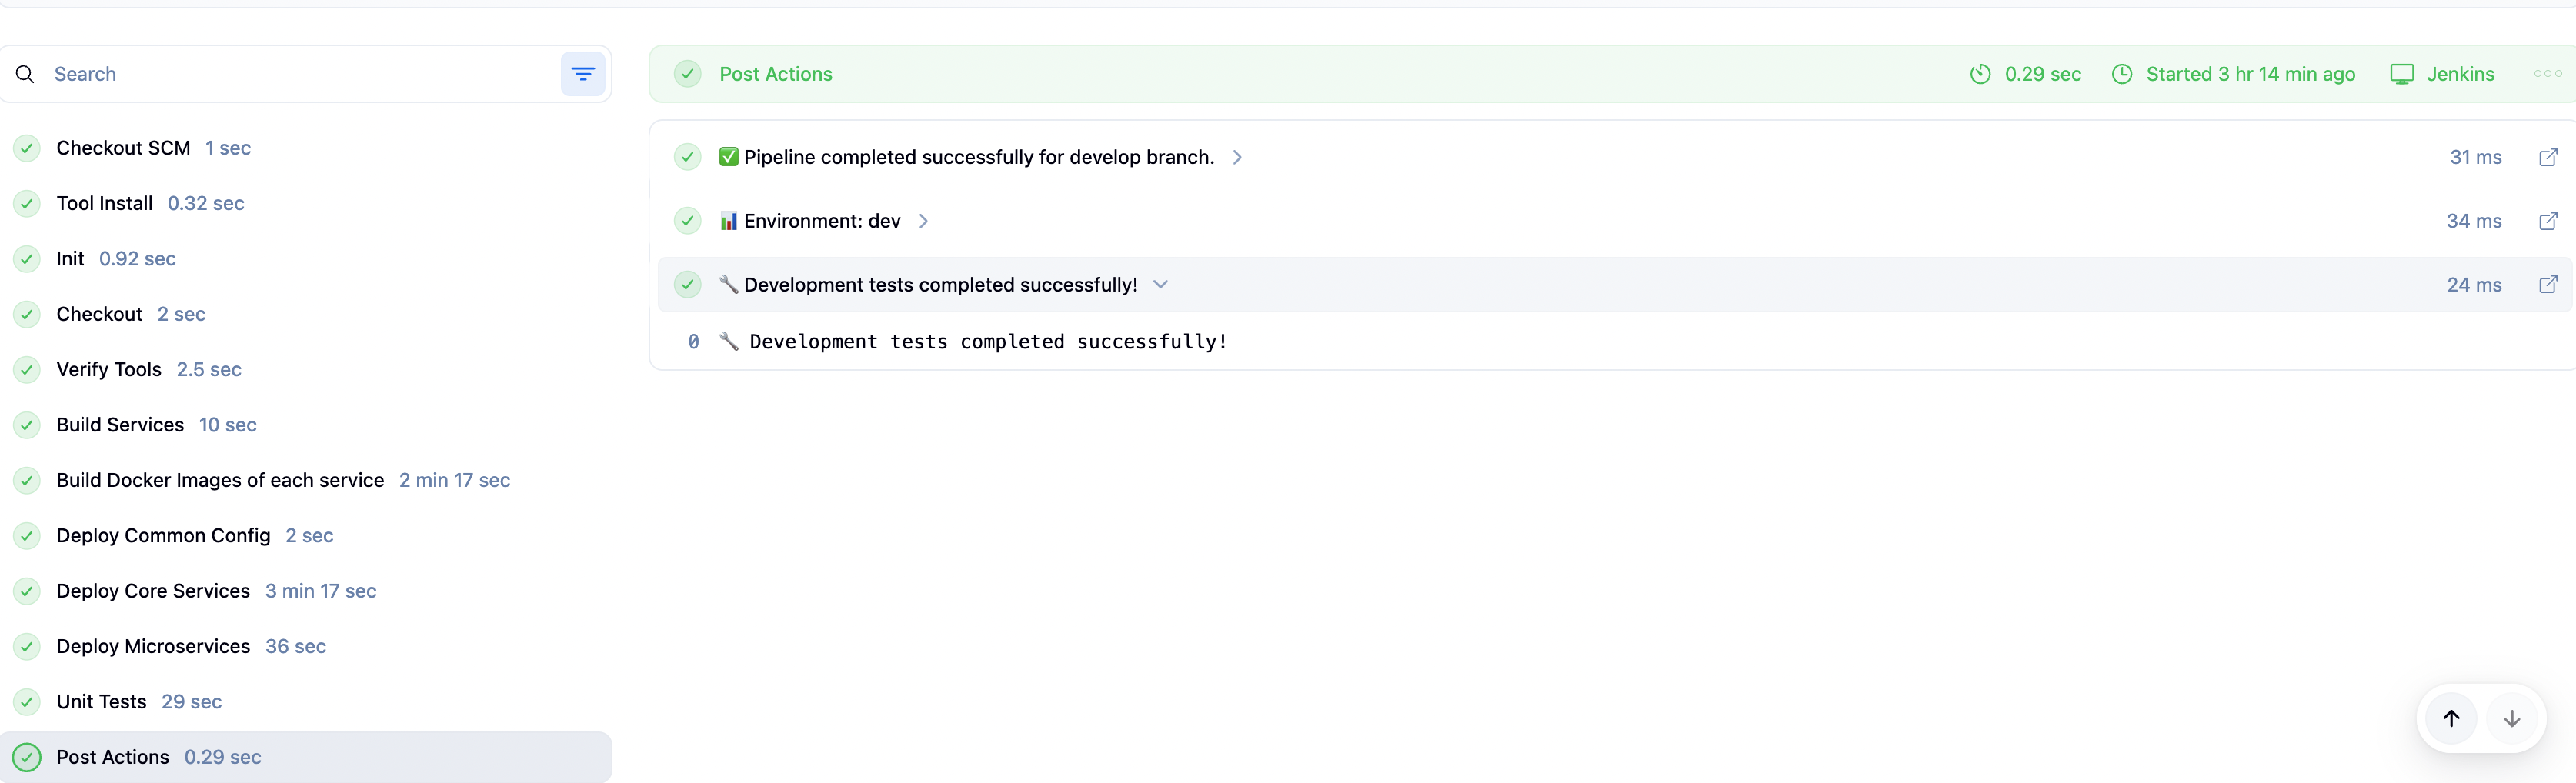 Search
Checkout SCM 1 sec
Tool Install 0.32 sec
Init 0.92 sec
Checkout 2 sec
Verify Tools 2.5 sec
Build Services 10 sec
Build Docker Images of each service 2 min 17 sec
Deploy Common Config 2 sec
Deploy Core Services 3 min 17 sec
Deploy Microservices 36 sec
Unit Tests 29 sec
Post Actions 0.29 sec
Post Actions 0.29 sec Started 3 hr 14 min ago Jenkins
✅ Pipeline completed successfully for develop branch. 31 ms
📊 Environment: dev 34 ms
🔧 Development tests completed successfully! 24 ms
0 🔧 Development tests completed successfully!